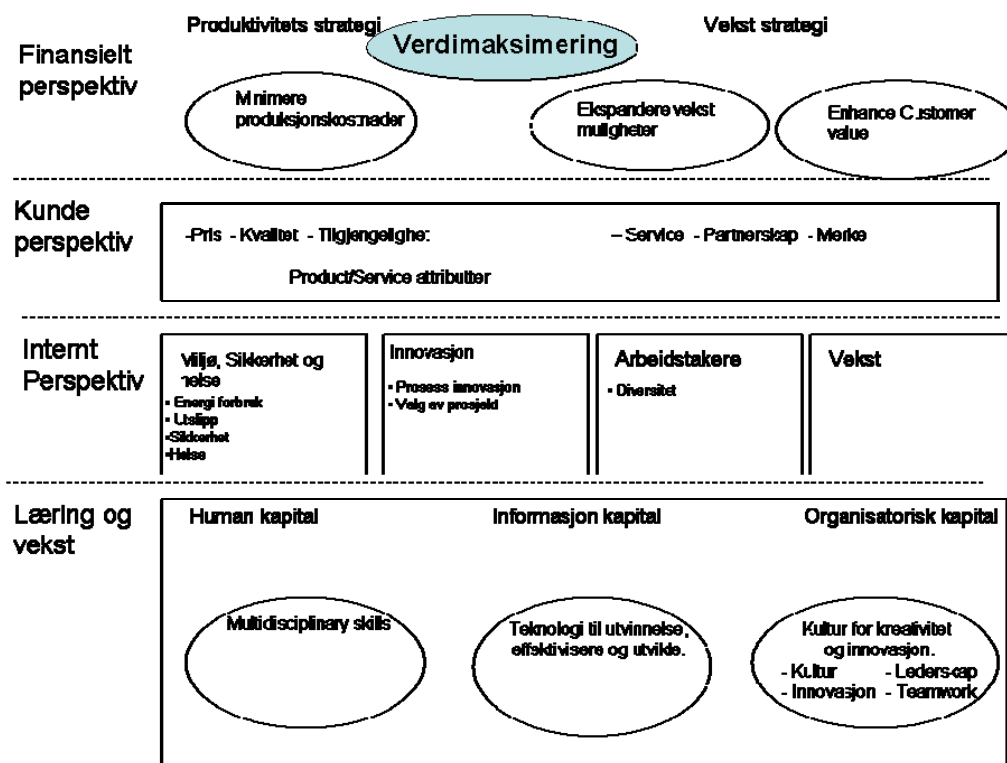 Produktivitets strategi
Verdimaksimering
Vekst strategi
Finansielt
perspektiv
Minimere
produksjonskostnader
Ekspandere vekst
muligheter
Enhance Customer
value
Kunde
perspektiv
-Pris - Kvalitet - Tilgjengelighet
– Service - Partnerskap - Merke
Product/Service attributter
Internt
Perspektiv
Miljø, Sikkerhet og
helse
• Energi forbruk
• Utslipp
•Sikkerhet
•Helse
Innovasjon
• Prosess innovasjon
• Valg av prosjekt
Arbeidstakere
• Diversitet
Vekst
Læring og
vekst
Human kapital
Informasjon kapital
Organisatorisk kapital
Multidisciplinary skills
Teknologi til utvinnelse,
effektivisere og utvikle.
Kultur for kreativitet
og innovasjon.
- Kultur - Lederskap
- Innovasjon - Teamwork